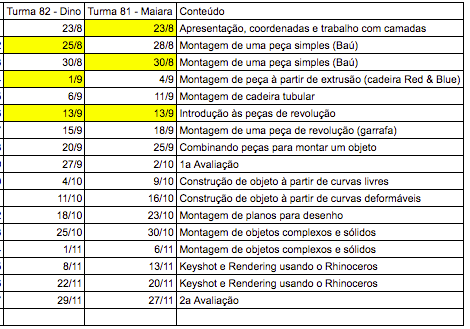 Turma 82 - Dino Turma 81 - Maiara Conteúdo
23/8 23/8 Apresentação, coordenadas e trabalho com camadas
25/8 28/8 Montagem de uma peça simples (Baú)
30/8 30/8 Montagem de uma peça simples (Baú)
1/9 4/9 Montagem de peça à partir de extrusão (cadeira Red & Blue)
6/9 11/9 Montagem de cadeira tubular
13/9 13/9 Introdução às peças de revolução
15/9 18/9 Montagem de uma peça de revolução (garrafa)
20/9 25/9 Combinando peças para montar um objeto
27/9 2/10 1a Avaliação
4/10 9/10 Construção de objeto à partir de curvas livres
11/10 16/10 Construção de objeto à partir de curvas deformáveis
18/10 23/10 Montagem de planos para desenho
25/10 30/10 Montagem de objetos complexos e sólidos
1/11 6/11 Montagem de objetos complexos e sólidos
8/11 13/11 Keyshot e Rendering usando o Rhinoceros
22/11 20/11 Keyshot e Rendering usando o Rhinoceros
29/11 27/11 2a Avaliação